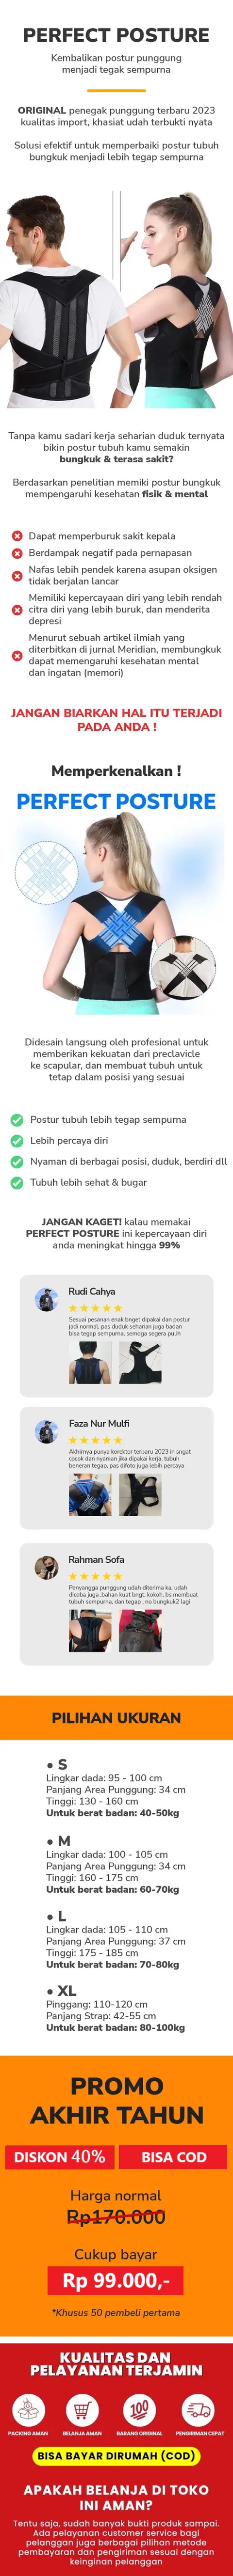 PERFECT POSTURE
Kembalikan postur punggung
menjadi tegak sempurna
ORIGINAL penegak punggung terbaru 2023
kualitas import, khasiat udah terbukti nyata
Solusi efektif untuk memperbaiki postur tubuh
bungkuk menjadi lebih tegap sempurna
Tanpa kamu sadari kerja seharian duduk ternyata
bikin postur tubuh kamu semakin
bungkuk & terasa sakit?
Berdasarkan penelitian memiki postur bungkuk
mempengaruhi kesehatan fisik & mental
Dapat memperburuk sakit kepala
Berdampak negatif pada pernapasan
Nafas lebih pendek karena asupan oksigen
tidak berjalan lancar
Memiliki kepercayaan diri yang lebih rendah
citra diri yang lebih buruk, dan menderita
depresi
Menurut sebuah artikel ilmiah yang
diterbitkan di jurnal Meridian, membungkuk
dapat memengaruhi kesehatan mental
dan ingatan (memori)
JANGAN BIARKAN HAL ITU TERJADI
PADA ANDA !
Memperkenalkan !
PERFECT POSTURE
Didesain langsung oleh profesional untuk
memberikan kekuatan dari preclavicle
ke scapular, dan membuat tubuh untuk
tetap dalam posisi yang sesuai
Postur tubuh lebih tegap sempurna
Lebih percaya diri
Nyaman di berbagai posisi, duduk, berdiri dll
Tubuh lebih sehat & bugar
JANGAN KAGET! kalau memakai
PERFECT POSTURE ini kepercayaan diri
anda meningkat hingga 99%
Rudi Cahya
Sesuai pesanan enak bnget dipakai dan postur
jadi normal, pas duduk seharian juga badan
bisa tegap sempurna, semoga segera pulih
Faza Nur Mulfi
Akhirnya punya korektor terbaru 2023 in sngat
cocok dan nyaman jika dipakai kerja, tubuh
beneran tegap, pas difoto juga lebih percaya
Rahman Sofa
Penyangga punggung udah diterima ka, udah
dicoba juga .bahan kuat bngt, kokoh, bs membuat
tubuh sempurna, dan tegap , no bungkuk2 lagi
PILIHAN UKURAN
• S
Lingkar dada: 95 - 100 cm
Panjang Area Punggung: 34 cm
Tinggi: 130 - 160 cm
Untuk berat badan: 40-50kg
• M
Lingkar dada: 100 - 105 cm
Panjang Area Punggung: 34 cm
Tinggi: 160 - 175 cm
Untuk berat badan: 60-70kg
• L
Lingkar dada: 105 - 110 cm
Panjang Area Punggung: 37 cm
Tinggi: 175 - 185 cm
Untuk berat badan: 70-80kg
• XL
Pinggang: 110-120 cm
Panjang Strap: 42-55 cm
Untuk berat badan: 80-100kg
PROMO
AKHIR TAHUN
DISKON 40%
BISA COD
Harga normal
Rp170.000
Cukup bayar
Rp 99.000,-
*Khusus 50 pembeli pertama
KUALITAS DAN
PELAYANAN TERJAMIN
100
PACKING AMAN
BELANJA AMAN
BARANG ORIGINAL
PENGIRIMAN CEPAT
BISA BAYAR DIRUMAH (COD)
APAKAH BELANJA DI TOKO
INI AMAN?
Tentu saja, sudah banyak bukti produk sampai.
Ada pelayanan customer service bagi
pelanggan juga berbagai pilihan metode
pembayaran dan pengiriman sesuai dengan
keinginan pelanggan